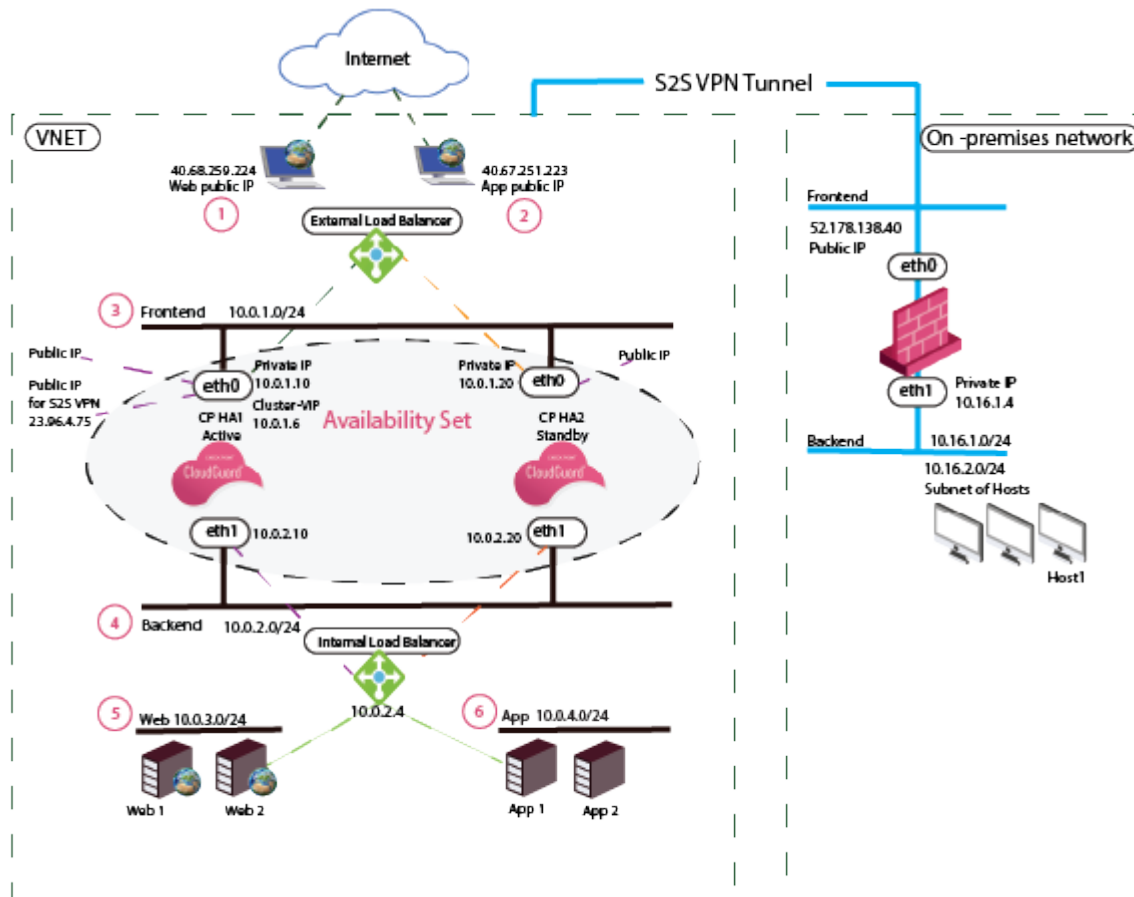 Internet
S2S VPN Tunnel
VNET
On -premises network
40.68.259.224
Web public IP
1
40.67.251.223
App public IP
2
External Load Balancer
Frontend
52.178.138.40
Public IP
eth0
3
Frontend 10.0.1.0/24
Public IP
Public IP
for S2S VPN
23.96.4.75
eth0
Private IP
10.0.1.10
Cluster-VIP
10.0.1.6
Private IP
10.0.1.20
eth0
Public IP
eth1
Private IP
10.16.1.4
CP HA1
Active
Availability Set
CP HA2
Standby
CloudGuard
CloudGuard
Backend 10.16.1.0/24
10.16.2.0/24
Subnet of Hosts
Host1
eth1
10.0.2.10
10.0.2.20
eth1
4
Backend 10.0.2.0/24
Internal Load Balancer
10.0.2.4
5
Web 10.0.3.0/24
6
App 10.0.4.0/24
Web 1
Web 2
App 1
App 2